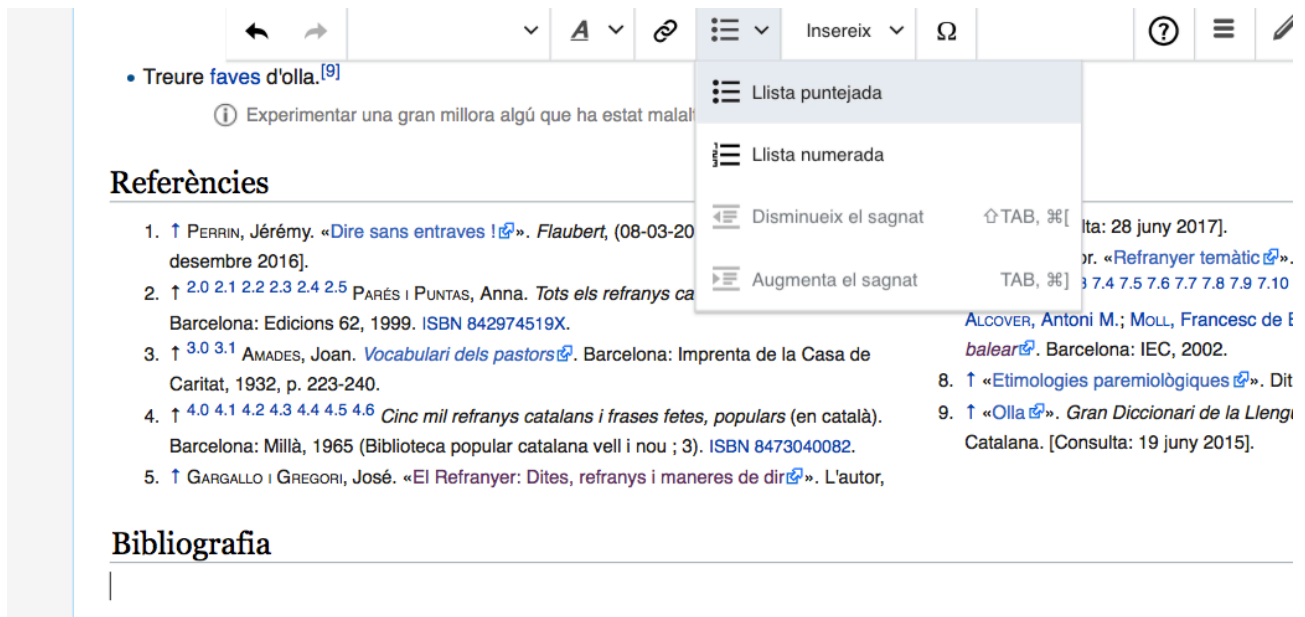 A Insereix Ω ?
• Treure faves d'olla.[9]
i Experimentar una gran millora algú que ha estat malalt
Llista puntejada
Llista numerada
Disminueix el sagnat ⇧TAB, ⌘[
Augmenta el sagnat TAB, ⌘]
Referències
1. ↑ PERRIN, Jérémy. «Dire sans entraves !». Flaubert, (08-03-20
desembre 2016].
2. ↑ 2.0 2.1 2.2 2.3 2.4 2.5 PARÉS I PUNTAS, Anna. Tots els refranys ca
Barcelona: Edicions 62, 1999. ISBN 842974519X.
3. ↑ 3.0 3.1 AMADES, Joan. Vocabulari dels pastors. Barcelona: Imprenta de la Casa de
Caritat, 1932, p. 223-240.
4. ↑ 4.0 4.1 4.2 4.3 4.4 4.5 4.6 Cinc mil refranys catalans i frases fetes, populars (en català).
Barcelona: Millà, 1965 (Biblioteca popular catalana vell i nou ; 3). ISBN 8473040082.
5. ↑ GARGALLO I GREGORI, José. «El Refranyer: Dites, refranys i maneres de dir». L'autor,
lta: 28 juny 2017].
or. «Refranyer temàtic».
7.4 7.5 7.6 7.7 7.8 7.9 7.10
ALCOVER, Antoni M.; MOLL, Francesc de
balear. Barcelona: IEC, 2002.
8. ↑ «Etimologies paremiològiques». Dit
9. ↑ «Olla». Gran Diccionari de la Lleng
Catalana. [Consulta: 19 juny 2015].
Bibliografia